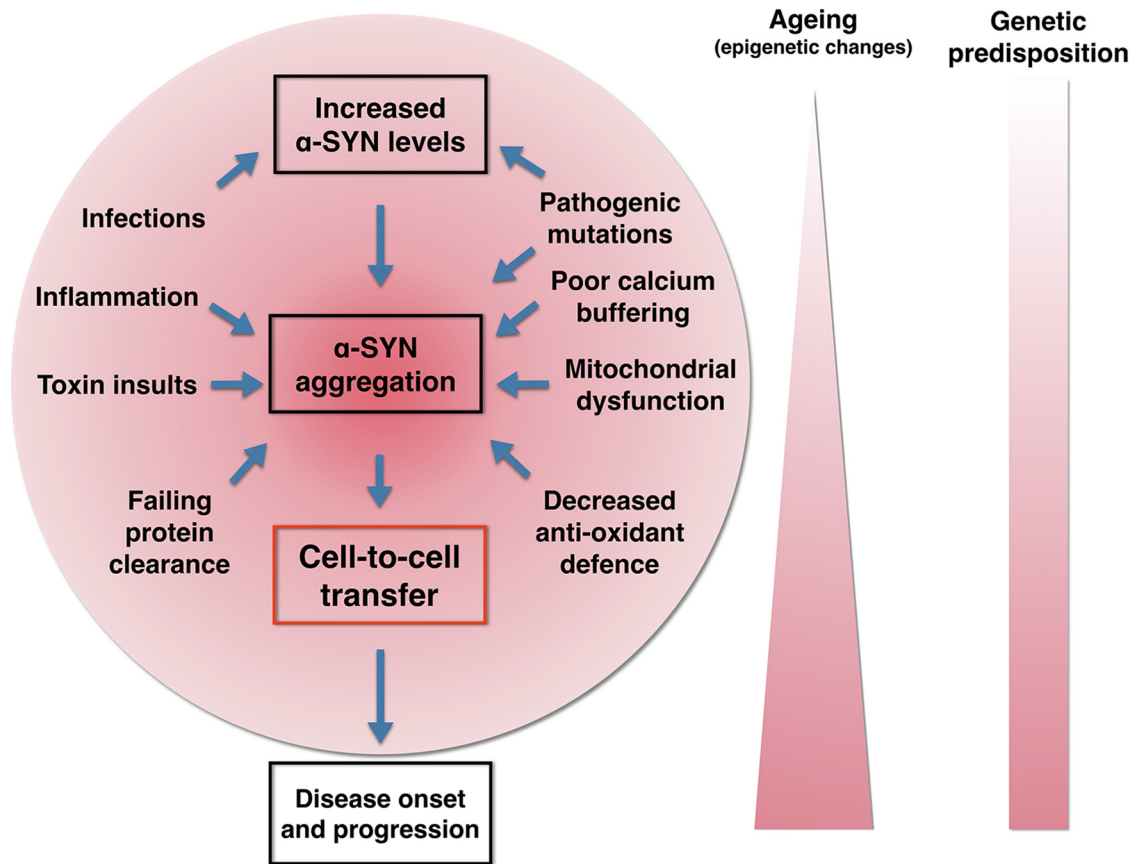 Ageing
(epigenetic changes)
Genetic
predisposition
Increased
α-SYN levels
Infections
Pathogenic
mutations
Inflammation
Poor calcium
buffering
α-SYN
aggregation
Toxin insults
Mitochondrial
dysfunction
Failing
protein
clearance
Decreased
anti-oxidant
defence
Cell-to-cell
transfer
Disease onset
and progression